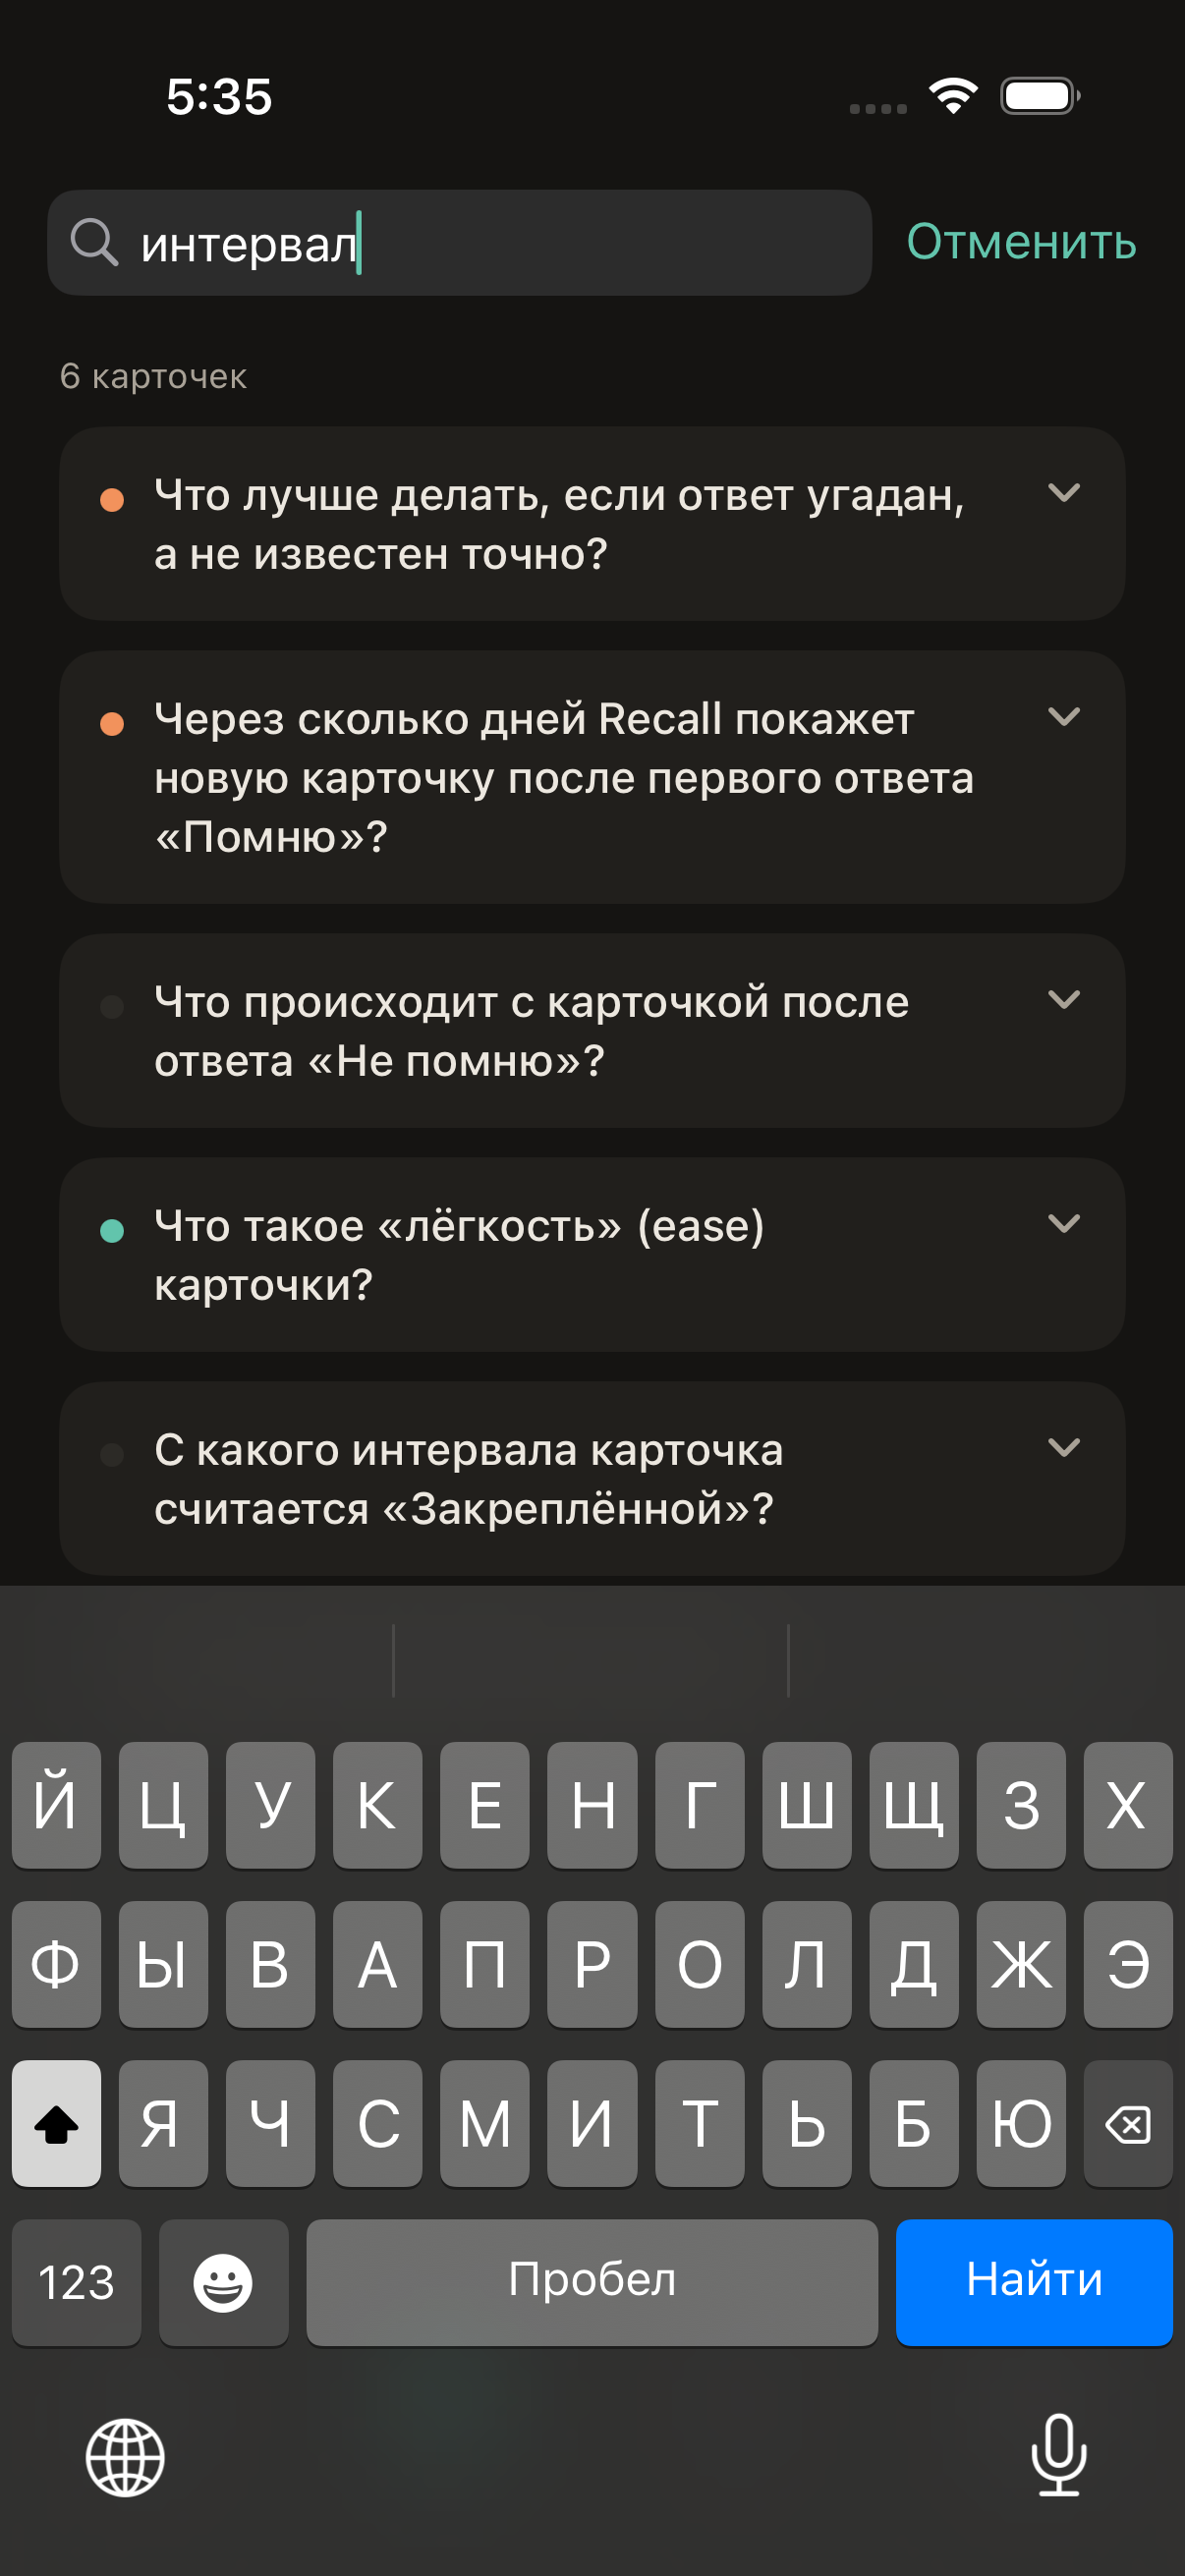 5:35
интервал
Отменить
6 карточек
Что лучше делать, если ответ угадан,
а не известен точно?
Через сколько дней Recall покажет
новую карточку после первого ответа
«Помню»?
Что происходит с карточкой после
ответа «Не помню»?
Что такое «лёгкость» (ease)
карточки?
С какого интервала карточка
считается «Закреплённой»?
Й Ц У К Е Н Г Ш Щ З Х
Ф Ы В А П Р О Л Д Ж Э
Я Ч С М И Т Ь Б Ю
123 Пробел Найти